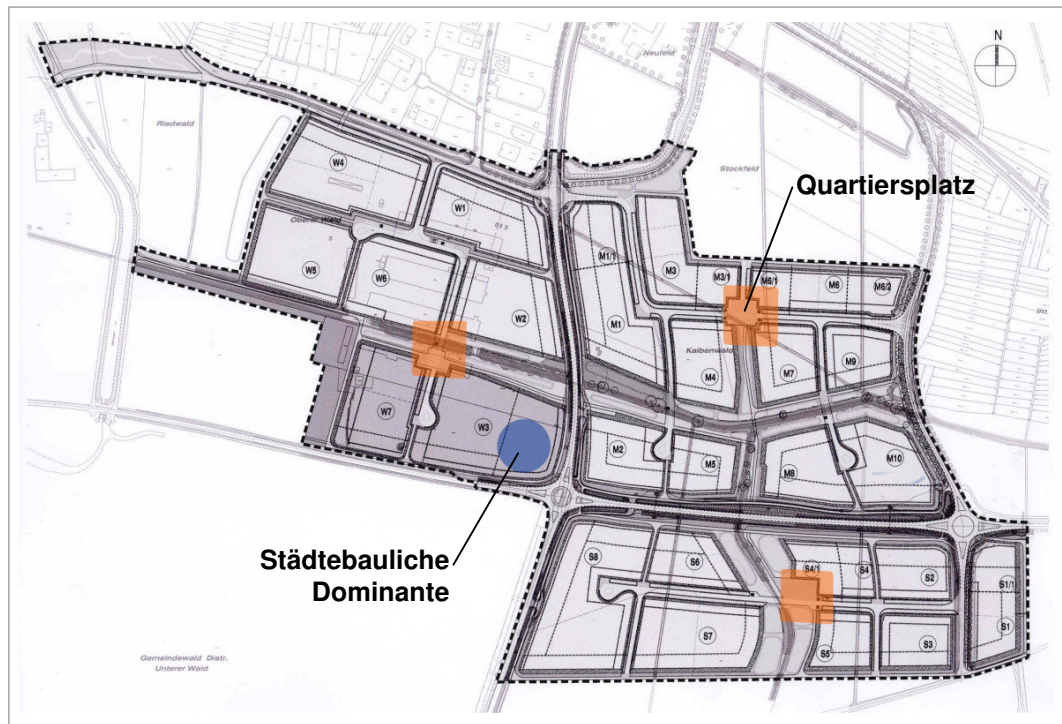 N
Neufeld
Riedwald
Stockfeld
W4
Quartiersplatz
W1
Oberer Wald
M1/1
M3
M3/1
M6/1
M6
M6/2
W5
W6
W2
M1
Kalbenwald
M4
M7
M9
W7
W3
M2
M5
M8
M10
Städtebauliche
Dominante
S8
S6
S4/1
S4
S2
S1/1
S7
S5
S3
S1
Gemeindewald Distr.
Unterer Wald